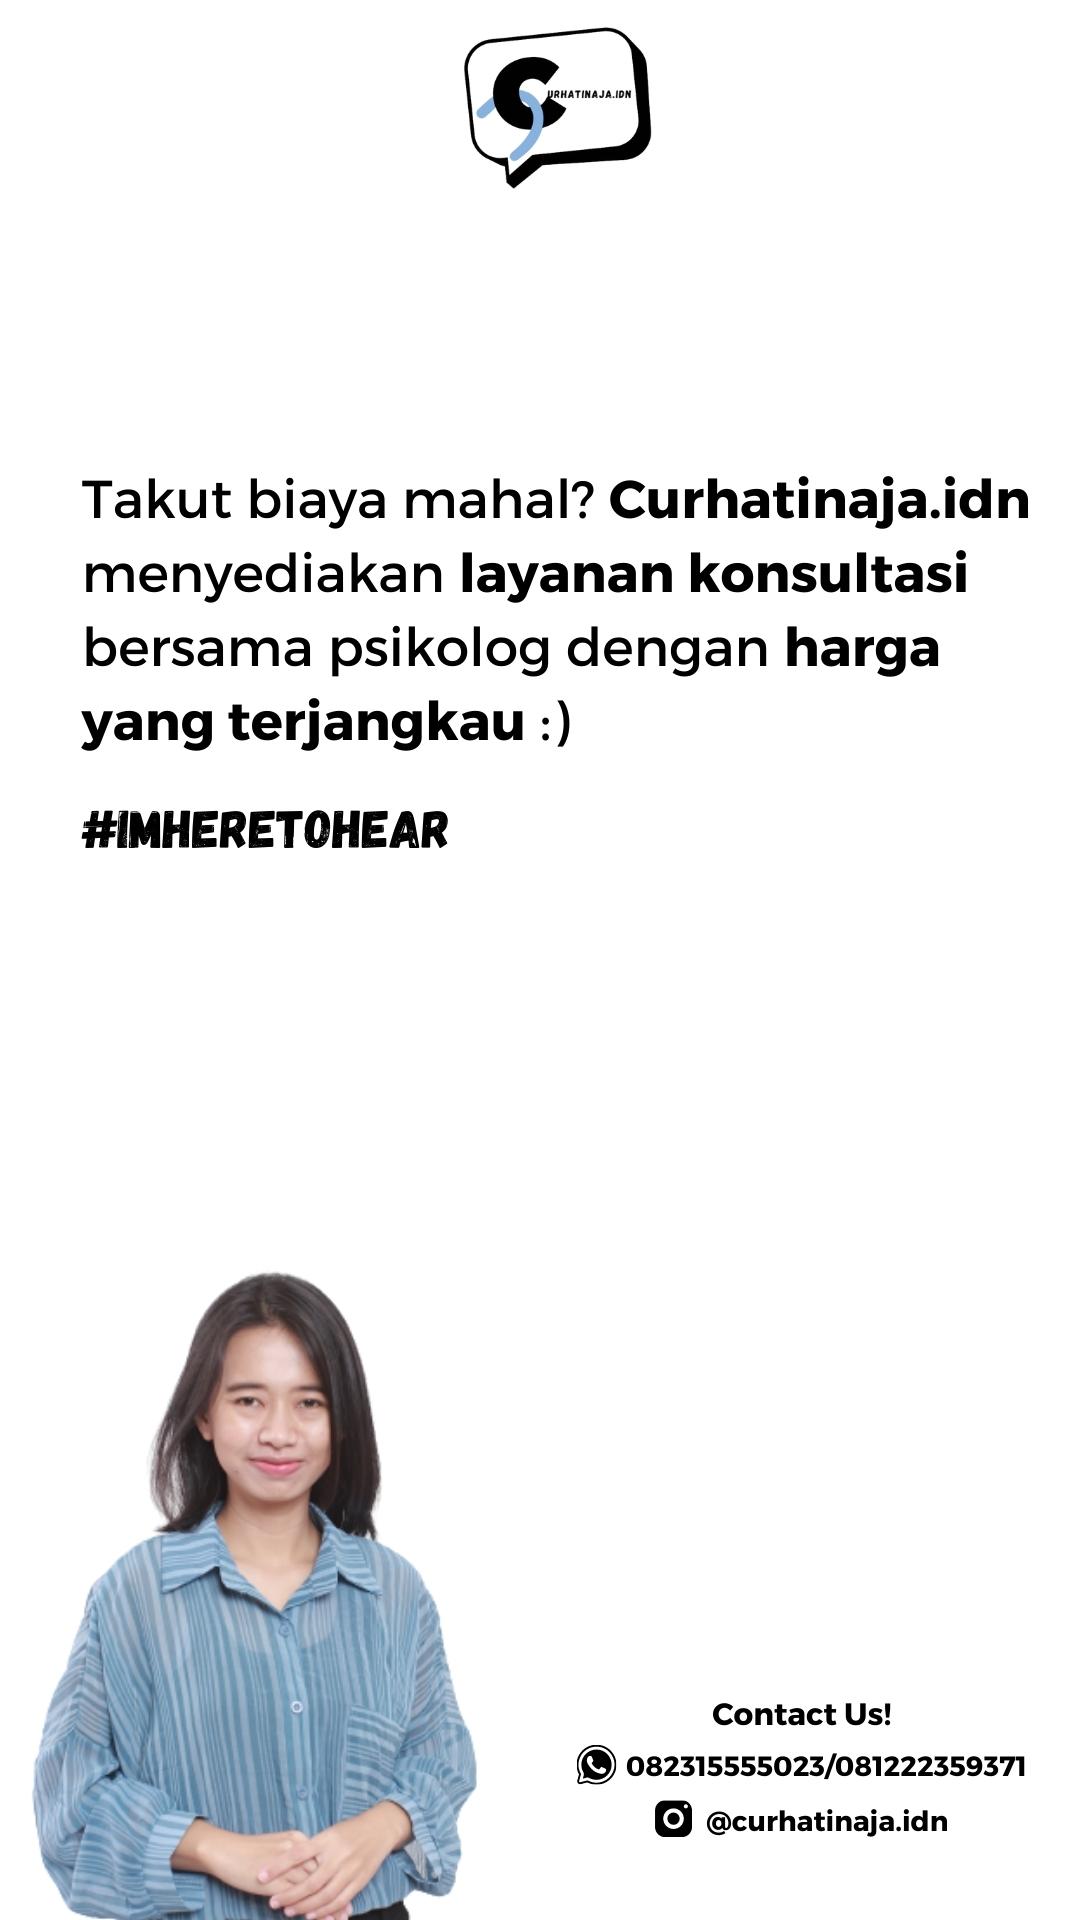 CURHATINAJA.IDN
Takut biaya mahal? Curhatinaja.idn
menyediakan layanan konsultasi
bersama psikolog dengan harga
yang terjangkau :)
#IMHERETOHEAR
Contact Us!
082315555023/081222359371
@curhatinaja.idn